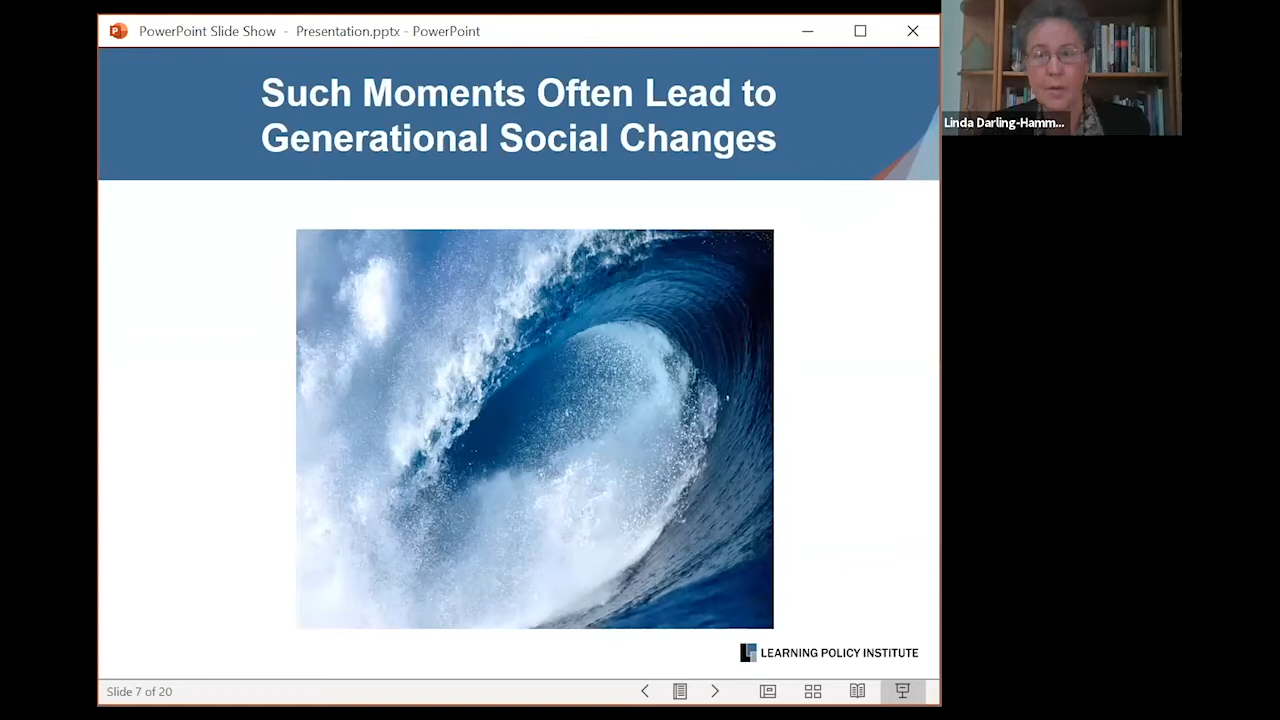 PowerPoint Slide Show - Presentation.pptx - PowerPoint
Such Moments Often Lead to
Generational Social Changes
Linda Darling-Hamm...
LEARNING POLICY INSTITUTE
Slide 7 of 20